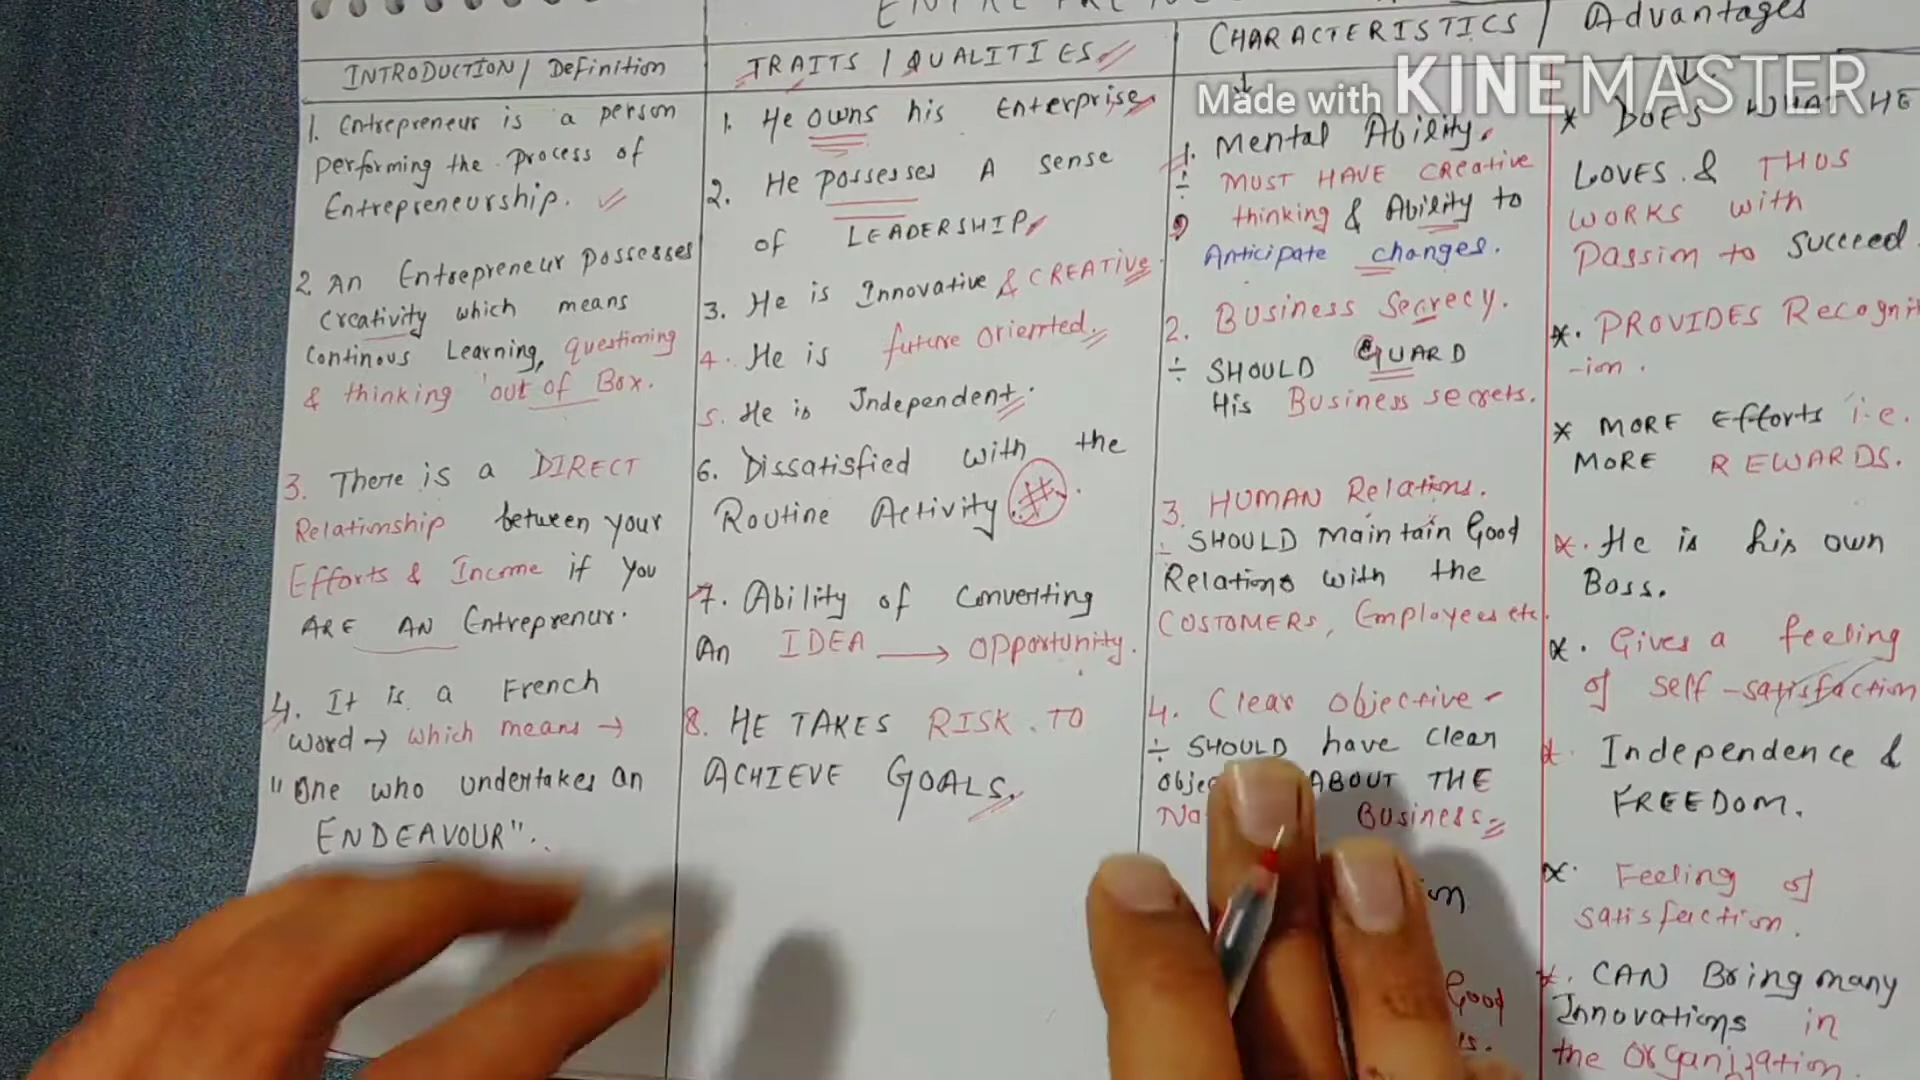 INTRODUCTION/ Definition
1. Entrepreneur is a person
performing the process of
Entrepreneurship.
2. An Entrepreneur possesses
Creativity which means
Continous Learning, questioning
& thinking 'out of Box.
3. There is a DIRECT
Relationship between your
Efforts & Income if you
ARE AN Entreprenur.
4. It is a French
word → which means →
"One who undertakes an
ENDEAVOUR".
TRAITS / QUALITIES
1. He owns his Enterprise
2. He possesses A sense
of LEADERSHIP
3. He is Innovative & CREATIVE
4. He is future oriented.
5. He is Independent.
6. Dissatisfied with the
Routine Activity #.
7. Ability of converting
An IDEA → opportunity.
8. HE TAKES RISK TO
ACHIEVE GOALS.
CHARACTERISTICS / Advantages
Made with KINEMASTER
1. Mental Ability.
÷ MUST HAVE Creative
thinking & Ability to
Anticipate changes.
2. Business Secrecy.
÷ SHOULD GUARD
His Business secrets.
3. HUMAN Relations.
÷ SHOULD maintain Good
Relations with the
CUSTOMERS, Employees etc
4. Clear objective -
÷ SHOULD have clear
ABOUT THE
Business
Good
* DOES WHAT HE
LOVES & THUS
WORKS with
Passion to succeed.
*. PROVIDES Recognit
-ion.
* MORE Efforts i.e.
MORE REWARDS.
*. He is his own
Boss.
*. Gives a feeling
of self-satisfaction
*. Independence &
FREEDOM.
*. Feeling of
satisfaction.
*. CAN Bring many
Innovations in
the Organization.